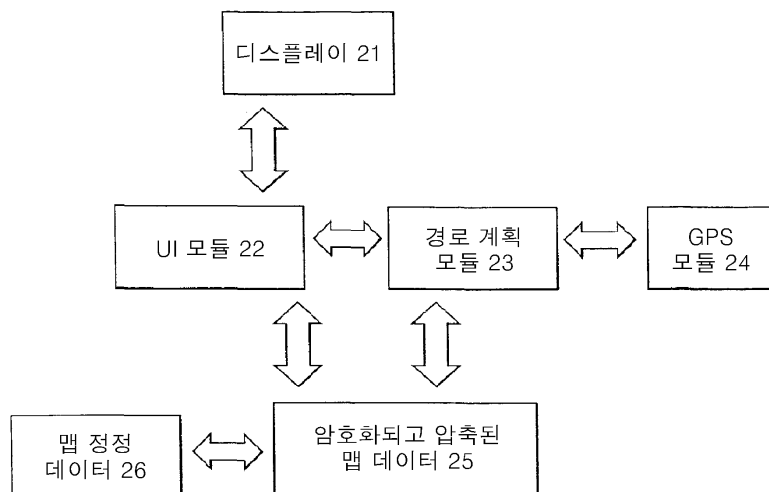 디스플레이 21
UI 모듈 22
경로 계획
모듈 23
GPS
모듈 24
맵 정정
데이터 26
암호화되고 압축된
맵 데이터 25